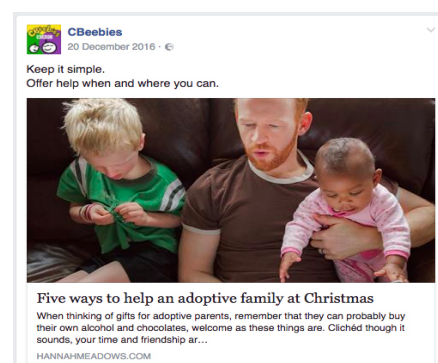 CBeebies
20 December 2016 ·
Keep it simple.
Offer help when and where you can.
Five ways to help an adoptive family at Christmas
When thinking of gifts for adoptive parents, remember that they can probably buy
their own alcohol and chocolates, welcome as these things are. Clichéd though it
sounds, your time and friendship ar...
HANNAHMEADOWS.COM